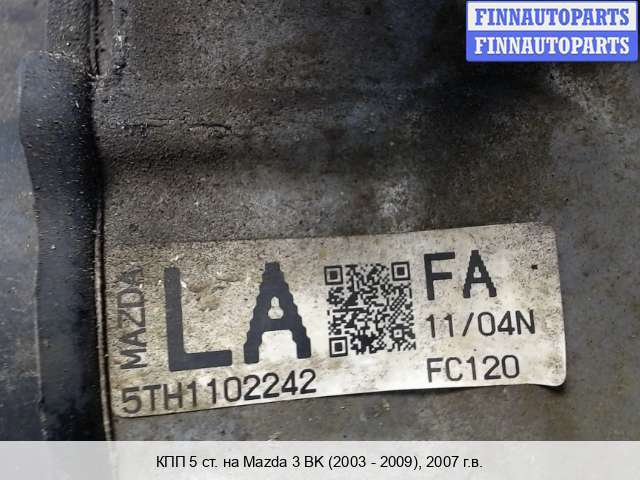 FINNAUTOPARTS
FINNAUTOPARTS
MAZDA
LA
FA
11/04N
5TH1102242
FC120
КПП 5 ст. на Mazda 3 BK (2003 - 2009), 2007 г.в.